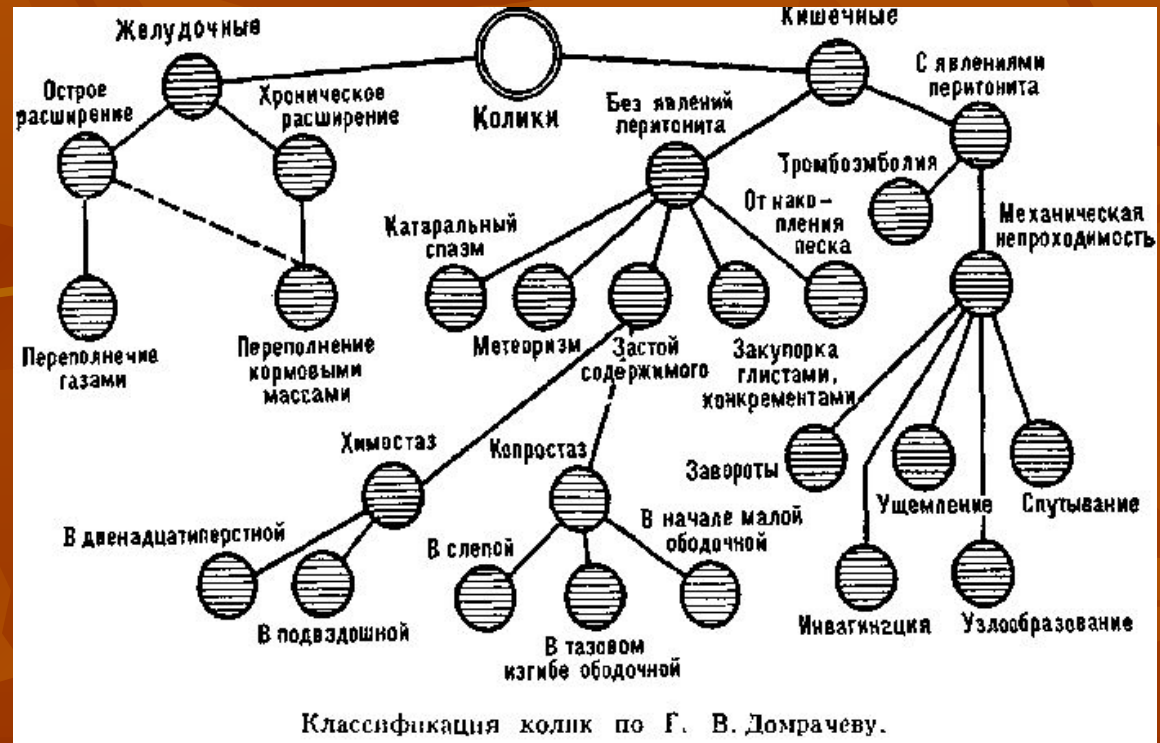 Желудочные
Кишечные
Колики
Острое
расширение
Хроническое
расширение
Без явлений
перитонита
С явлениями
перитонита
Тромбоэмболия
Механическая
непроходимость
Переполнение
газами
Переполнение
кормовыми
массами
Катаральный
спазм
Метеоризм
Застой
содержимого
Закупорка
глистами,
конкрементами
От нако-
пления
песка
Химостаз
Копростаз
Завороты
Ущемление
Спутывание
Инвагинация
Узлообразование
В двенадцатиперстной
В подвздошной
В слепой
В тазовом
изгибе ободочной
В начале малой
ободочной
Классификация колик по Г. В. Домрачеву.